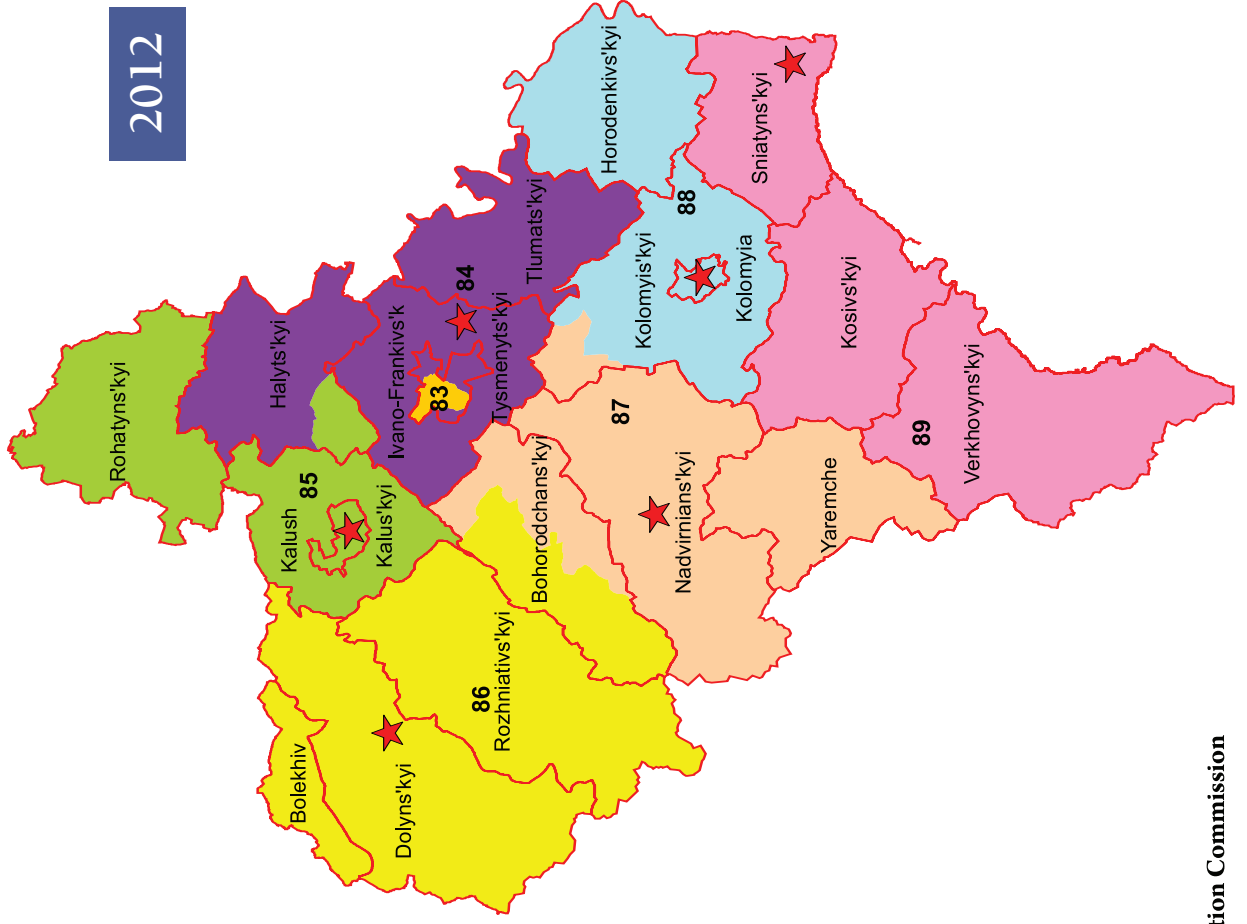 2012
Rohatyns'kyi
Halyts'kyi
Kalush
Bolekhiv
85
Kalus'kyi
Ivano-Frankivs'k
Dolyns'kyi
83
84
86
Tysmenyts'kyi
Rozhniativs'kyi
Tlumats'kyi
Bohorodchans'kyi
Horodenkivs'kyi
87
Kolomyis'kyi
Nadvirnians'kyi
88
Kolomyia
Sniatyns'kyi
Yaremche
Kosivs'kyi
89
Verkhovyns'kyi
tion Commission